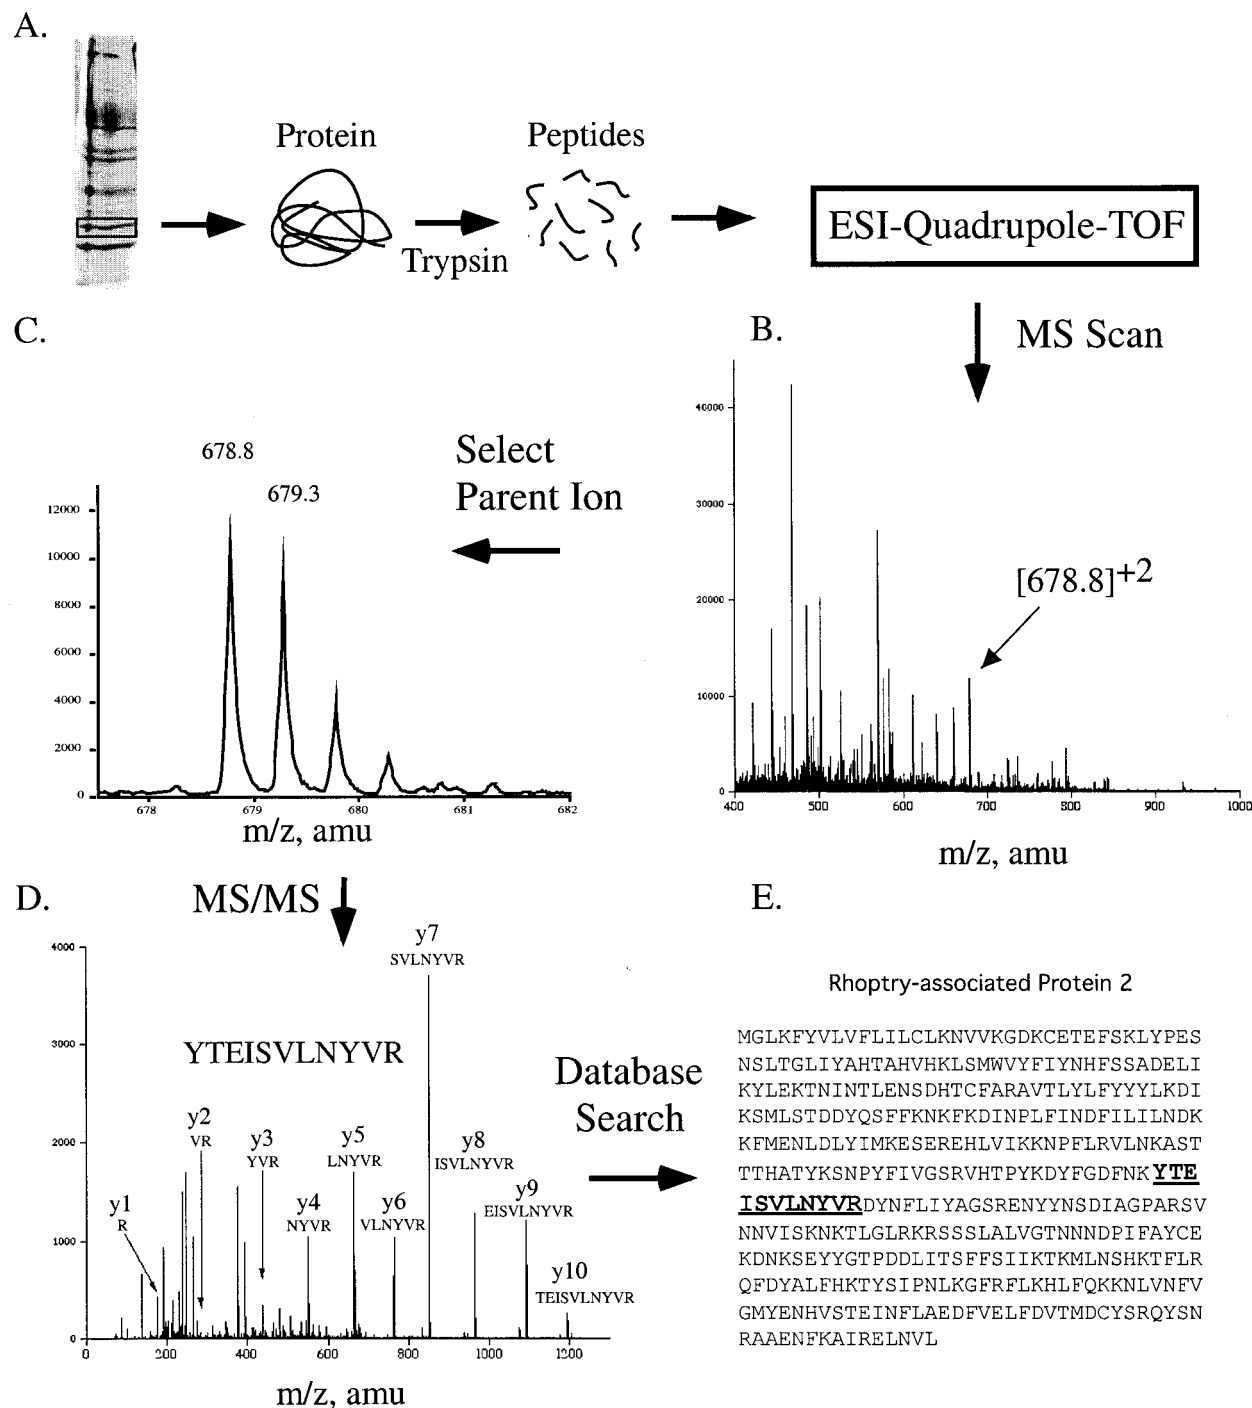 A.
Protein
Peptides
Trypsin
ESI-Quadrupole-TOF
MS Scan
B.
40000
30000
20000
10000
0
400 500 600 700 800 900 1000
m/z, amu
[678.8]+2
Select
Parent Ion
C.
678.8
679.3
12000
10000
8000
6000
4000
2000
0
678 679 680 681 682
m/z, amu
MS/MS
D.
4000
3000
2000
1000
0
0 200 400 600 800 1000 1200
m/z, amu
YTEISVLNYVR
y1
R
y2
VR
y3
YVR
y4
NYVR
y5
LNYVR
y6
VLNYVR
y7
SVLNYVR
y8
ISVLNYVR
y9
EISVLNYVR
y10
TEISVLNYVR
Database
Search
E.
Rhoptry-associated Protein 2
MGLKFYVLVFLILCLKNVVKGDKCETEFSKLYPES
NSLTGLIYAHTAHVHKLSMWVYFIYNHFSSADELI
KYLEKTNINTLENSDHTCFARAVTLYLFYYYLKDI
KSMLSTDDYQSFFKNKFKDINPLFINDFILILNDK
KFMENLDLYIMKESEREHLVIKKNPFLRVLNKAST
TTHATYKSNPYFIVGSRVHTPYKDYFGDFNKYTE
ISVLNYVRDYNFLIYAGSRENYYNSDIAGPARSV
NNVISKNKTLGLRKRSSSLALVGTNNNDPIFAYCE
KDNKSEYYGTPDDLITSFFSIIKTKMLNSHKTFLR
QFDYALFHKTYSIPNLKGFRFLKHLFQKKNLVNFV
GMYENHVSTEINFLAEDFVELFDVTMDCYSRQYSN
RAAENFKAIRELNVL